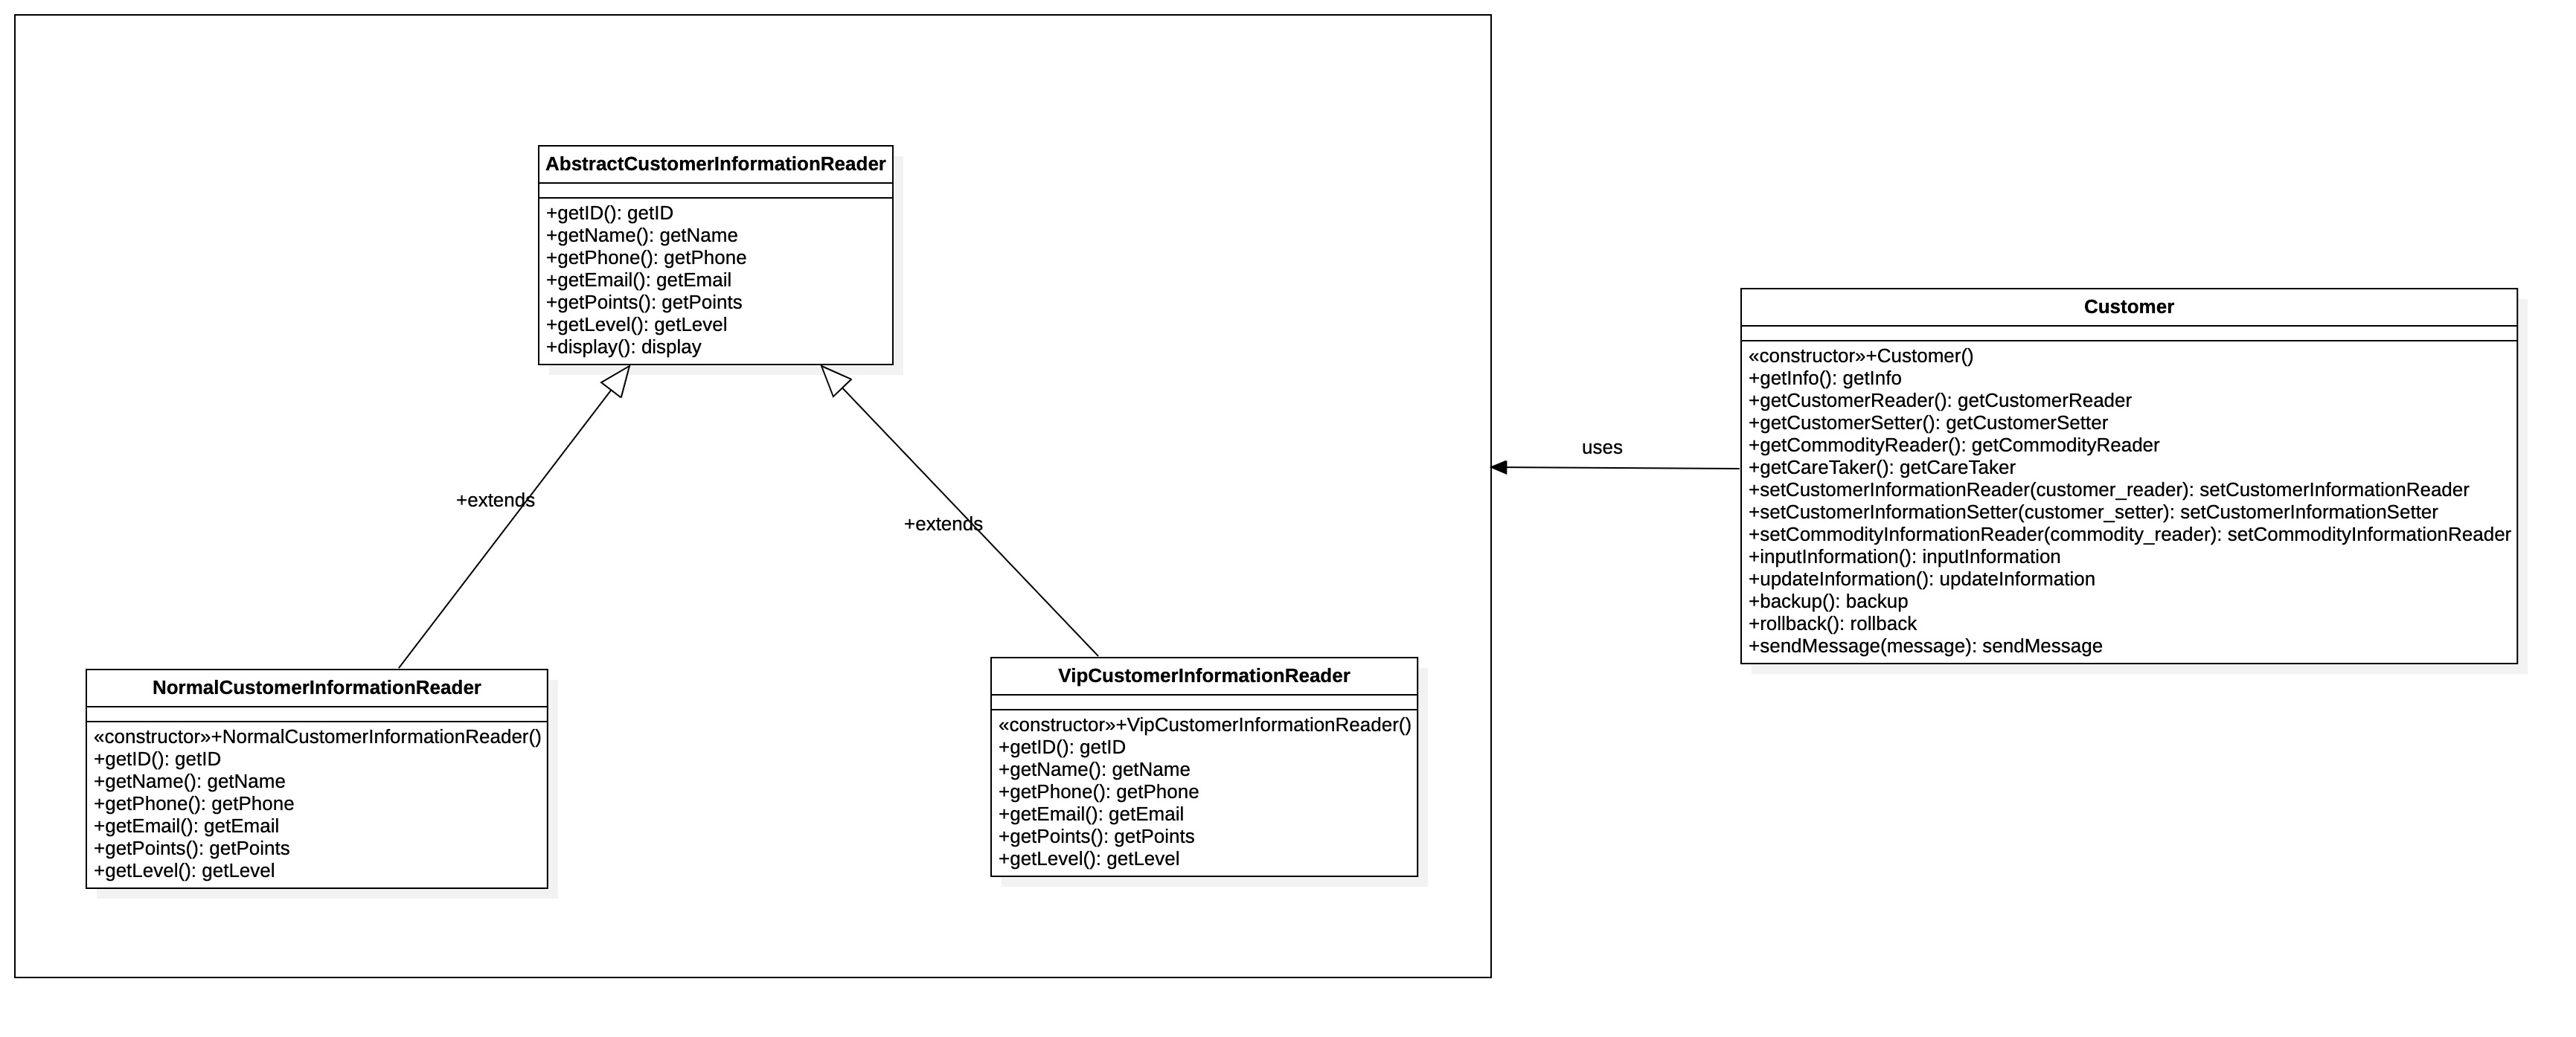 AbstractCustomerInformationReader
+getID(): getID
+getName(): getName
+getPhone(): getPhone
+getEmail(): getEmail
+getPoints(): getPoints
+getLevel(): getLevel
+display(): display
+extends
+extends
NormalCustomerInformationReader
«constructor»+NormalCustomerInformationReader()
+getID(): getID
+getName(): getName
+getPhone(): getPhone
+getEmail(): getEmail
+getPoints(): getPoints
+getLevel(): getLevel
VipCustomerInformationReader
«constructor»+VipCustomerInformationReader()
+getID(): getID
+getName(): getName
+getPhone(): getPhone
+getEmail(): getEmail
+getPoints(): getPoints
+getLevel(): getLevel
uses
Customer
«constructor»+Customer()
+getInfo(): getInfo
+getCustomerReader(): getCustomerReader
+getCustomerSetter(): getCustomerSetter
+getCommodityReader(): getCommodityReader
+getCareTaker(): getCareTaker
+setCustomerInformationReader(customer_reader): setCustomerInformationReader
+setCustomerInformationSetter(customer_setter): setCustomerInformationSetter
+setCommodityInformationReader(commodity_reader): setCommodityInformationReader
+inputInformation(): inputInformation
+updateInformation(): updateInformation
+backup(): backup
+rollback(): rollback
+sendMessage(message): sendMessage